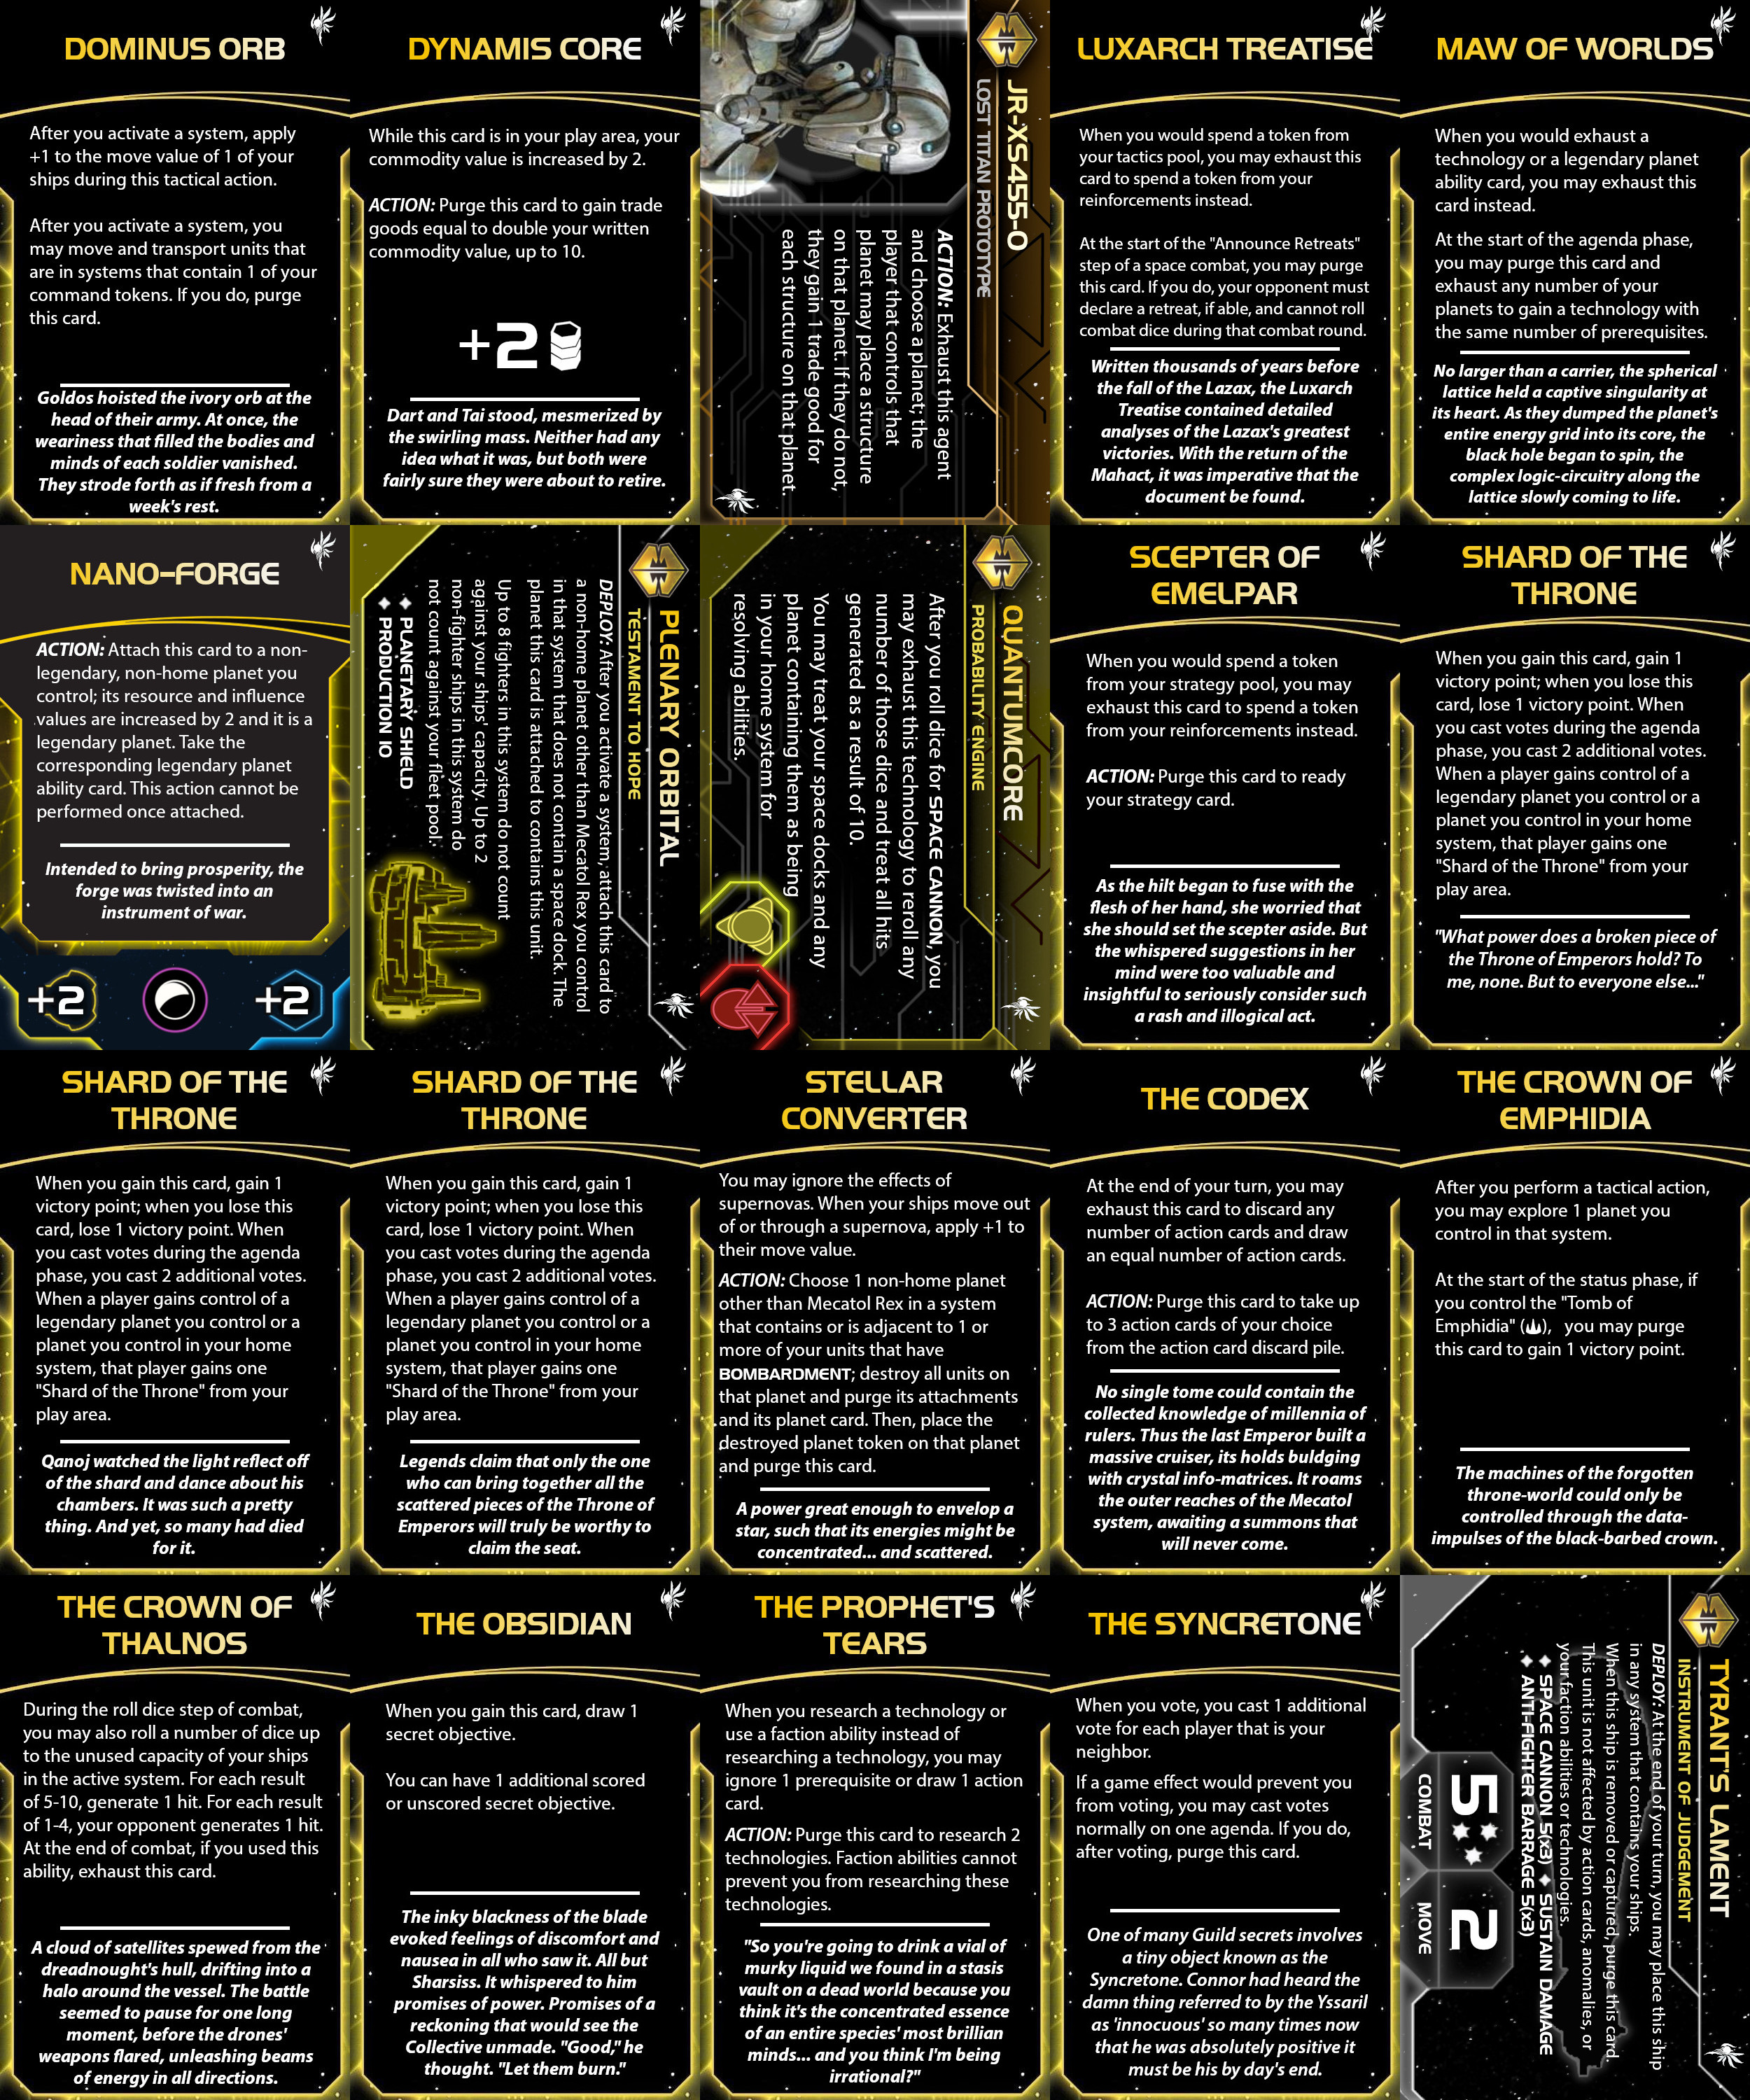 DOMINUS ORB
After you activate a system, apply
+1 to the move value of 1 of your
ships during this tactical action.
After you activate a system, you
may move and transport units that
are in systems that contain 1 of your
command tokens. If you do, purge
this card.
Goldos hoisted the ivory orb at the
head of their army. At once, the
weariness that filled the bodies and
minds of each soldier vanished.
They strode forth as if fresh from a
week's rest.
DYNAMIS CORE
While this card is in your play area, your
commodity value is increased by 2.
ACTION: Purge this card to gain trade
goods equal to double your written
commodity value, up to 10.
+2
Dart and Tai stood, mesmerized by
the swirling mass. Neither had any
idea what it was, but both were
fairly sure they were about to retire.
JR-XS455-O
LOST TITAN PROTOTYPE
ACTION: Exhaust this agent
and choose a planet; the
player that controls that
planet may place a structure
on that planet. If they do not,
they gain 1 trade good for
each structure on that planet.
LUXARCH TREATISE
When you would spend a token from
your tactics pool, you may exhaust this
card to spend a token from your
reinforcements instead.
At the start of the "Announce Retreats"
step of a space combat, you may purge
this card. If you do, your opponent must
declare a retreat, if able, and cannot roll
combat dice during that combat round.
Written thousands of years before
the fall of the Lazax, the Luxarch
Treatise contained detailed
analyses of the Lazax's greatest
victories. With the return of the
Mahact, it was imperative that the
document be found.
MAW OF WORLDS
When you would exhaust a
technology or a legendary planet
ability card, you may exhaust this
card instead.
At the start of the agenda phase,
you may purge this card and
exhaust any number of your
planets to gain a technology with
the same number of prerequisites.
No larger than a carrier, the spherical
lattice held a captive singularity at
its heart. As they dumped the planet's
entire energy grid into its core, the
black hole began to spin, the
complex logic-circuitry along the
lattice slowly coming to life.
NANO-FORGE
ACTION: Attach this card to a non-
legendary, non-home planet you
control; its resource and influence
values are increased by 2 and it is a
legendary planet. Take the
corresponding legendary planet
ability card. This action cannot be
performed once attached.
Intended to bring prosperity, the
forge was twisted into an
instrument of war.
+2
+2
PLENARY ORBITAL
TESTAMENT TO HOPE
DEPLOY: After you activate a system, attach this card to
a non-home planet other than Mecatol Rex you control
in that system that does not contain a space dock. The
planet this card is attached to contains this unit.
Up to 8 fighters in this system do not count
against your ships' capacity. Up to 2
non-fighter ships in this system do
not count against your fleet pool.
◆ PLANETARY SHIELD
◆ PRODUCTION 10
QUANTUMCORE
PROBABILITY ENGINE
After you roll dice for SPACE CANNON, you
may exhaust this technology to reroll any
number of those dice and treat all hits
generated as a result of 10.
You may treat your space docks and any
planet containing them as being
in your home system for
resolving abilities.
SCEPTER OF
EMELPAR
When you would spend a token
from your strategy pool, you may
exhaust this card to spend a token
from your reinforcements instead.
ACTION: Purge this card to ready
your strategy card.
As the hilt began to fuse with the
flesh of her hand, she worried that
she should set the scepter aside. But
the whispered suggestions in her
mind were too valuable and
insightful to seriously consider such
a rash and illogical act.
SHARD OF THE
THRONE
When you gain this card, gain 1
victory point; when you lose this
card, lose 1 victory point. When
you cast votes during the agenda
phase, you cast 2 additional votes.
When a player gains control of a
legendary planet you control or a
planet you control in your home
system, that player gains one
"Shard of the Throne" from your
play area.
"What power does a broken piece of
the Throne of Emperors hold? To
me, none. But to everyone else..."
SHARD OF THE
THRONE
When you gain this card, gain 1
victory point; when you lose this
card, lose 1 victory point. When
you cast votes during the agenda
phase, you cast 2 additional votes.
When a player gains control of a
legendary planet you control or a
planet you control in your home
system, that player gains one
"Shard of the Throne" from your
play area.
Qanoj watched the light reflect off
of the shard and dance about his
chambers. It was such a pretty
thing. And yet, so many had died
for it.
SHARD OF THE
THRONE
When you gain this card, gain 1
victory point; when you lose this
card, lose 1 victory point. When
you cast votes during the agenda
phase, you cast 2 additional votes.
When a player gains control of a
legendary planet you control or a
planet you control in your home
system, that player gains one
"Shard of the Throne" from your
play area.
Legends claim that only the one
who can bring together all the
scattered pieces of the Throne of
Emperors will truly be worthy to
claim the seat.
STELLAR
CONVERTER
You may ignore the effects of
supernovas. When your ships move out
of or through a supernova, apply +1 to
their move value.
ACTION: Choose 1 non-home planet
other than Mecatol Rex in a system
that contains or is adjacent to 1 or
more of your units that have
BOMBARDMENT; destroy all units on
that planet and purge its attachments
and its planet card. Then, place the
destroyed planet token on that planet
and purge this card.
A power great enough to envelop a
star, such that its energies might be
concentrated... and scattered.
THE CODEX
At the end of your turn, you may
exhaust this card to discard any
number of action cards and draw
an equal number of action cards.
ACTION: Purge this card to take up
to 3 action cards of your choice
from the action card discard pile.
No single tome could contain the
collected knowledge of millennia of
rulers. Thus the last Emperor built a
massive cruiser, its holds buldging
with crystal info-matrices. It roams
the outer reaches of the Mecatol
system, awaiting a summons that
will never come.
THE CROWN OF
EMPHIDIA
After you perform a tactical action,
you may explore 1 planet you
control in that system.
At the start of the status phase, if
you control the "Tomb of
Emphidia" ( ), you may purge
this card to gain 1 victory point.
The machines of the forgotten
throne-world could only be
controlled through the data-
impulses of the black-barbed crown.
THE CROWN OF
THALNOS
During the roll dice step of combat,
you may also roll a number of dice up
to the unused capacity of your ships
in the active system. For each result
of 5-10, generate 1 hit. For each result
of 1-4, your opponent generates 1 hit.
At the end of combat, if you used this
ability, exhaust this card.
A cloud of satellites spewed from the
dreadnought's hull, drifting into a
halo around the vessel. The battle
seemed to pause for one long
moment, before the drones'
weapons flared, unleashing beams
of energy in all directions.
THE OBSIDIAN
When you gain this card, draw 1
secret objective.
You can have 1 additional scored
or unscored secret objective.
The inky blackness of the blade
evoked feelings of discomfort and
nausea in all who saw it. All but
Sharsiss. It whispered to him
promises of power. Promises of a
reckoning that would see the
Collective unmade. "Good," he
thought. "Let them burn."
THE PROPHET'S
TEARS
When you research a technology or
use a faction ability instead of
researching a technology, you may
ignore 1 prerequisite or draw 1 action
card.
ACTION: Purge this card to research 2
technologies. Faction abilities cannot
prevent you from researching these
technologies.
"So you're going to drink a vial of
murky liquid we found in a stasis
vault on a dead world because you
think it's the concentrated essence
of an entire species' most brillian
minds... and you think I'm being
irrational?"
THE SYNCRETONE
When you vote, you cast 1 additional
vote for each player that is your
neighbor.
If a game effect would prevent you
from voting, you may cast votes
normally on one agenda. If you do,
after voting, purge this card.
One of many Guild secrets involves
a tiny object known as the
Syncretone. Connor had heard the
damn thing referred to by the Yssaril
as 'innocuous' so many times now
that he was absolutely positive it
must be his by day's end.
TYRANT'S LAMENT
INSTRUMENT OF JUDGEMENT
DEPLOY: At the end of your turn, you may place this ship
in any system that contains your ships.
When this ship is removed or captured, purge this card.
This unit is not affected by action cards, anomalies, or
your faction abilities or technologies.
◆ SPACE CANNON 5(x3) ◆ SUSTAIN DAMAGE
◆ ANTI-FIGHTER BARRAGE 5(x3)
5
COMBAT
2
MOVE